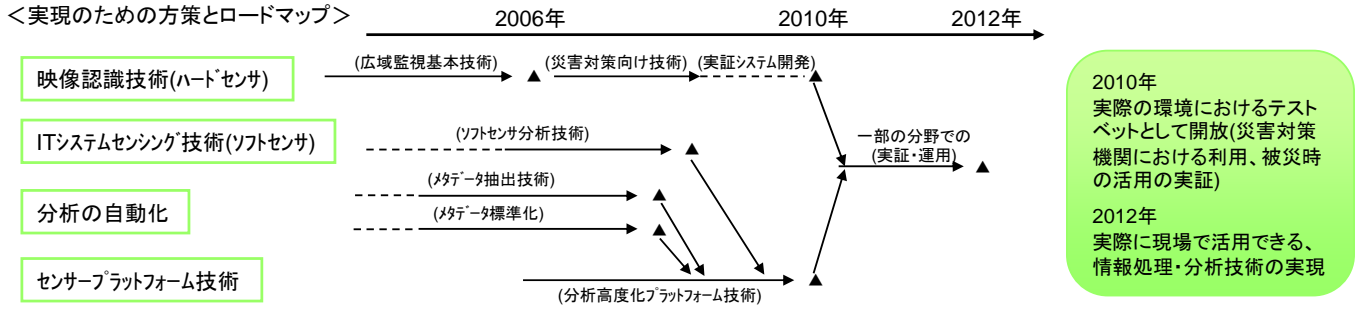 ＜実現のための方策とロードマップ＞
2006年
2010年
2012年
映像認識技術(ﾊｰﾄﾞｾﾝｻ)
(広域監視基本技術)
(災害対策向け技術)
(実証ｼｽﾃﾑ開発)
ITｼｽﾃﾑｾﾝｼﾝｸﾞ技術(ｿﾌﾄｾﾝｻ)
(ｿﾌﾄｾﾝｻ分析技術)
一部の分野での
(実証・運用)
分析の自動化
(ﾒﾀﾃﾞｰﾀ抽出技術)
(ﾒﾀﾃﾞｰﾀ標準化)
ｾﾝｻｰﾌﾟﾗｯﾄﾌｫｰﾑ技術
(分析高度化ﾌﾟﾗｯﾄﾌｫｰﾑ技術)
2010年
実際の環境におけるテスト
ベットとして開放(災害対策
機関における利用、被災時
の活用の実証)
2012年
実際に現場で活用できる、
情報処理・分析技術の実現